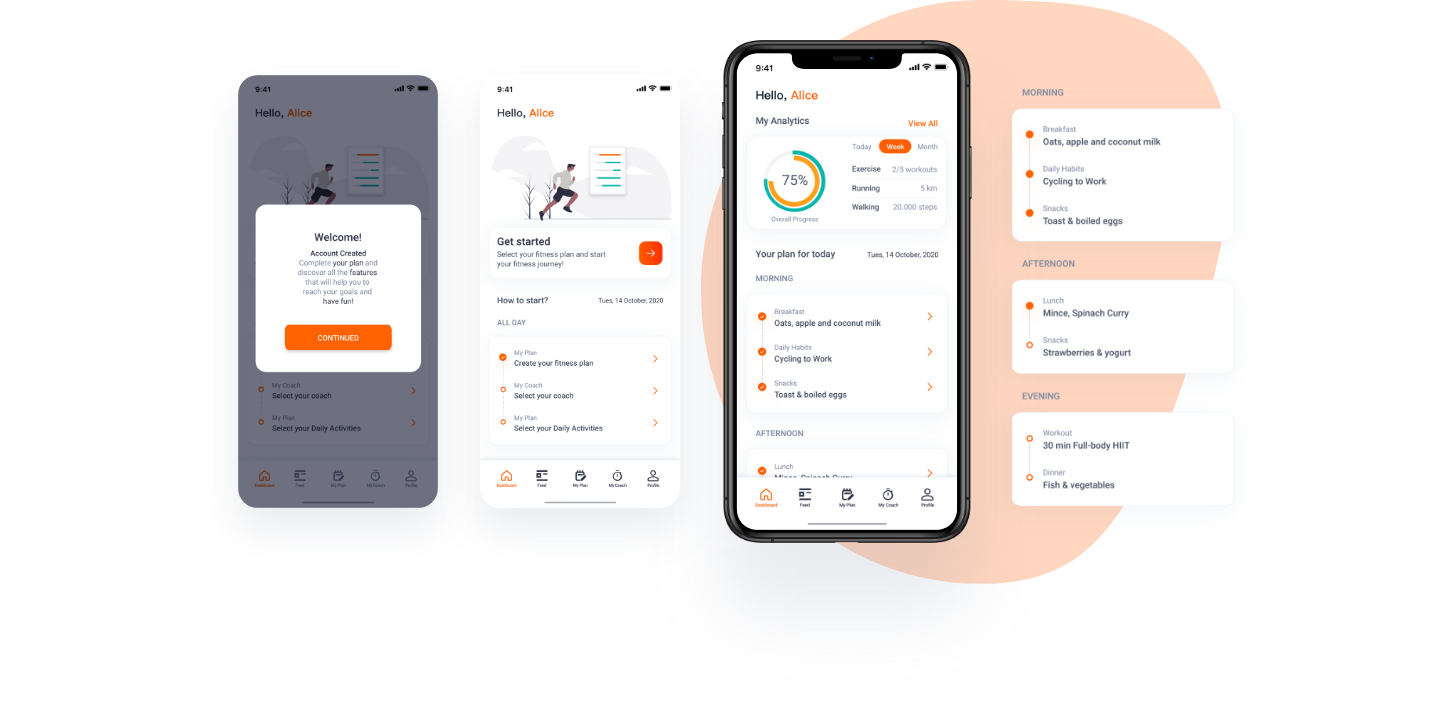 9:41
Hello, Alice
Welcome!
Account Created
Complete your plan and
discover all the features
that will help you to
reach your goals and
have fun!
CONTINUED
My Coach
Select your coach
My Plan
Select your Daily Activities
Dashboard
Feed
My Plan
My Coach
Profile
9:41
Hello, Alice
Get started
Select your fitness plan and start
your fitness journey!
How to start?
Tues, 14 October, 2020
ALL DAY
My Plan
Create your fitness plan
My Coach
Select your coach
My Plan
Select your Daily Activities
Dashboard
Feed
My Plan
My Coach
Profile
9:41
Hello, Alice
My Analytics
View All
Today Week Month
75%
Overall Progress
Exercise 2/5 workouts
Running 5 km
Walking 20.000 steps
Your plan for today
Tues, 14 October, 2020
MORNING
Breakfast
Oats, apple and coconut milk
Daily Habits
Cycling to Work
Snacks
Toast & boiled eggs
AFTERNOON
Lunch
Mince, Spinach Curry
Dashboard
Feed
My Plan
My Coach
Profile
MORNING
Breakfast
Oats, apple and coconut milk
Daily Habits
Cycling to Work
Snacks
Toast & boiled eggs
AFTERNOON
Lunch
Mince, Spinach Curry
Snacks
Strawberries & yogurt
EVENING
Workout
30 min Full-body HIIT
Dinner
Fish & vegetables